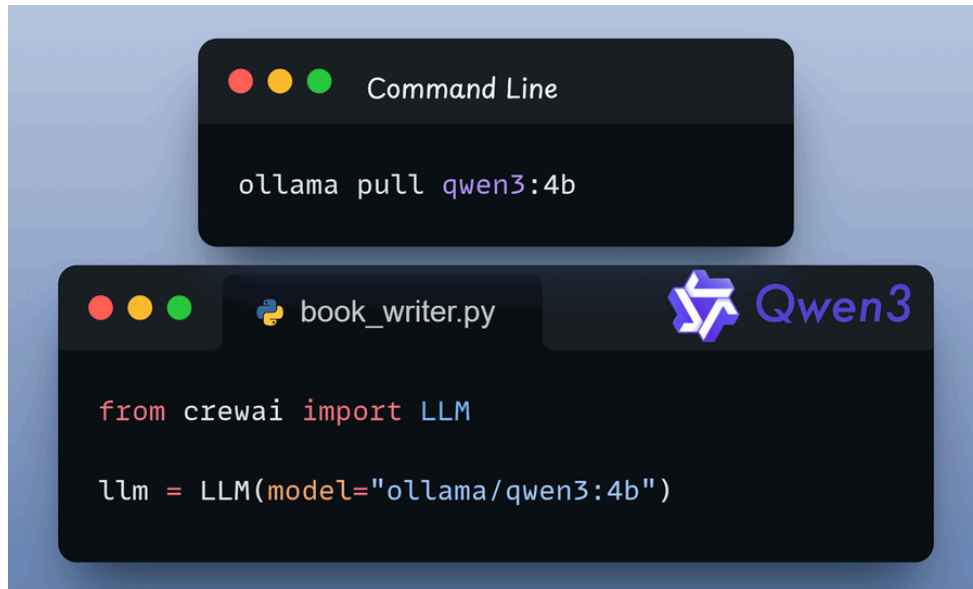 Command Line
ollama pull qwen3:4b
book_writer.py
Qwen3
from crewai import LLM
llm = LLM(model="ollama/qwen3:4b")